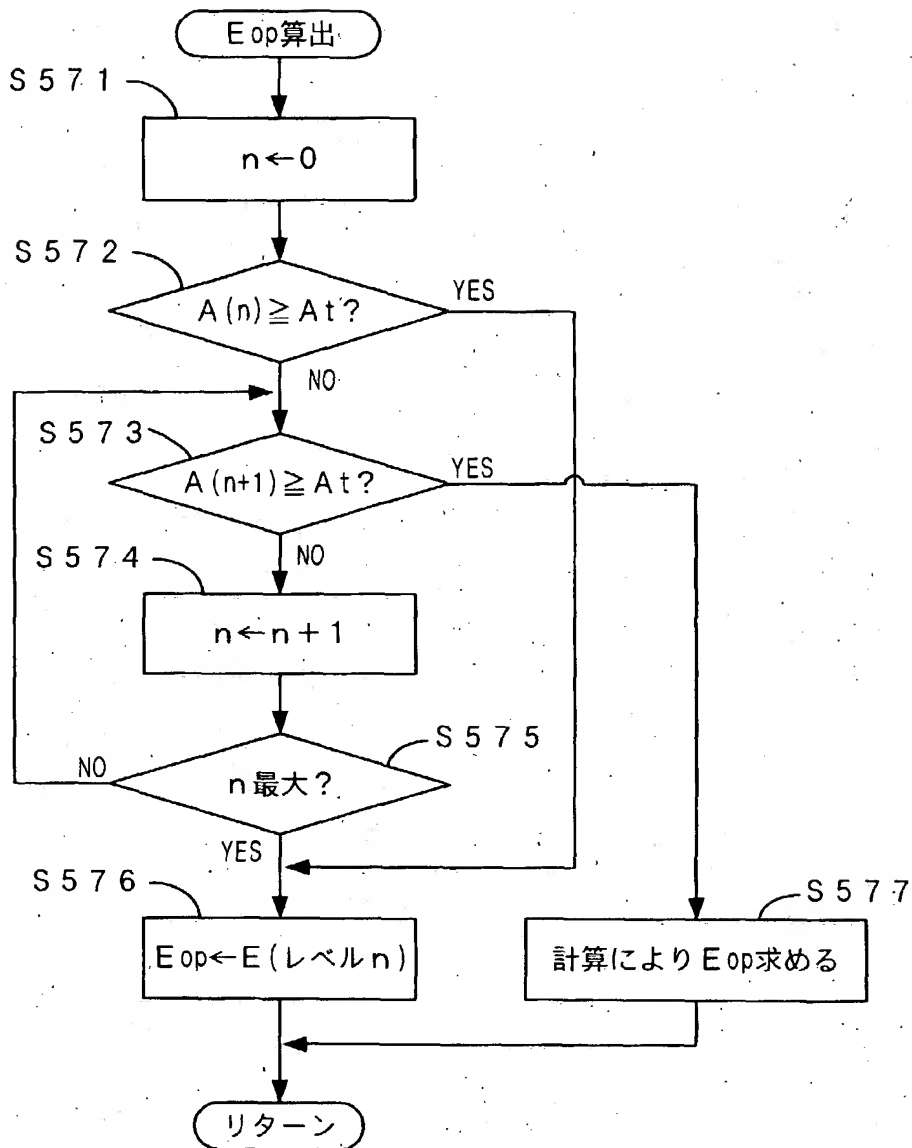 Eop算出
S571
n←0
S572
A(n)≧At?
YES
NO
S573
A(n+1)≧At?
YES
NO
S574
n←n+1
S575
n最大?
NO
YES
S576
Eop←E(レベルn)
S577
計算によりEop求める
リターン